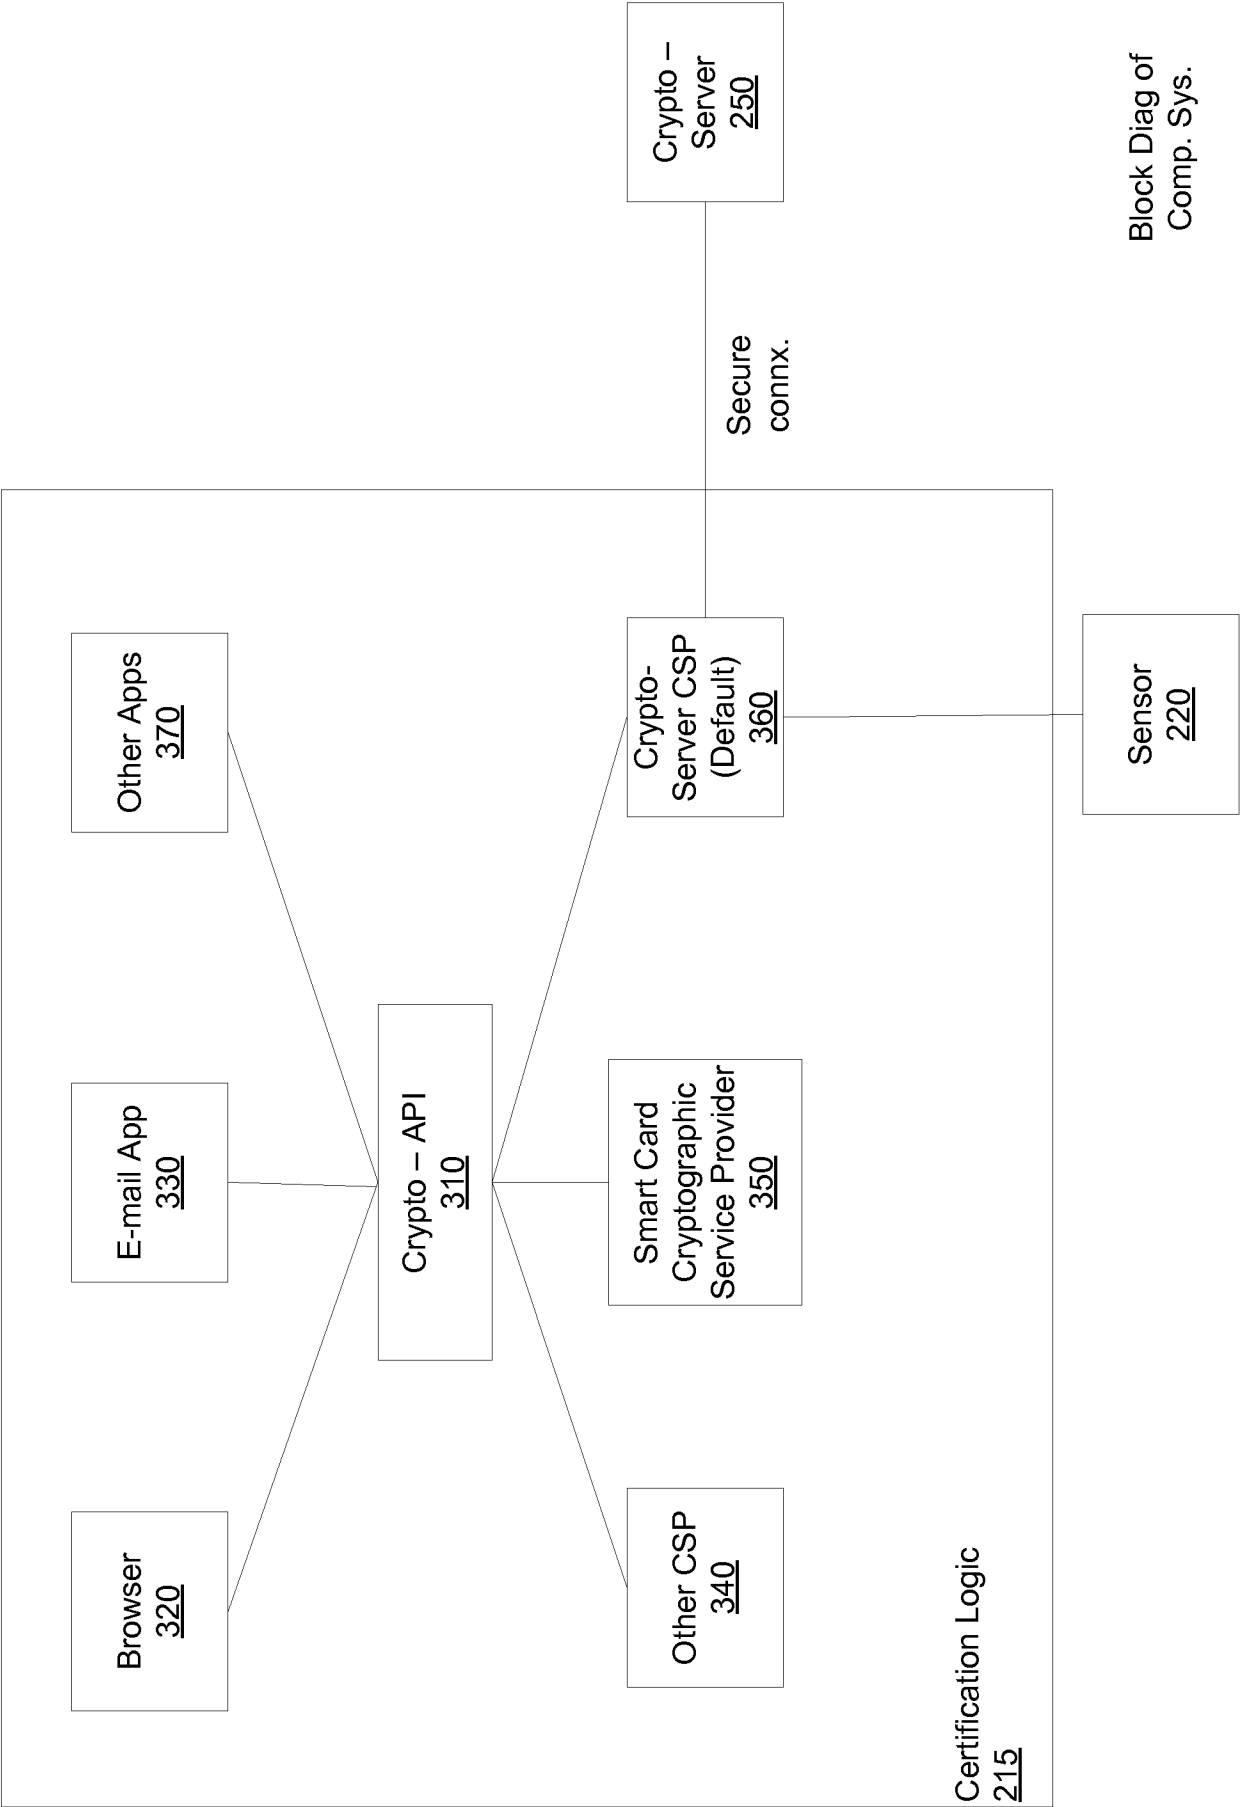 Browser
320
E-mail App
330
Other Apps
370
Crypto – API
310
Other CSP
340
Smart Card
Cryptographic
Service Provider
350
Crypto-
Server CSP
(Default)
360
Secure
connx.
Crypto –
Server
250
Certification Logic
215
Sensor
220
Block Diag of
Comp. Sys.